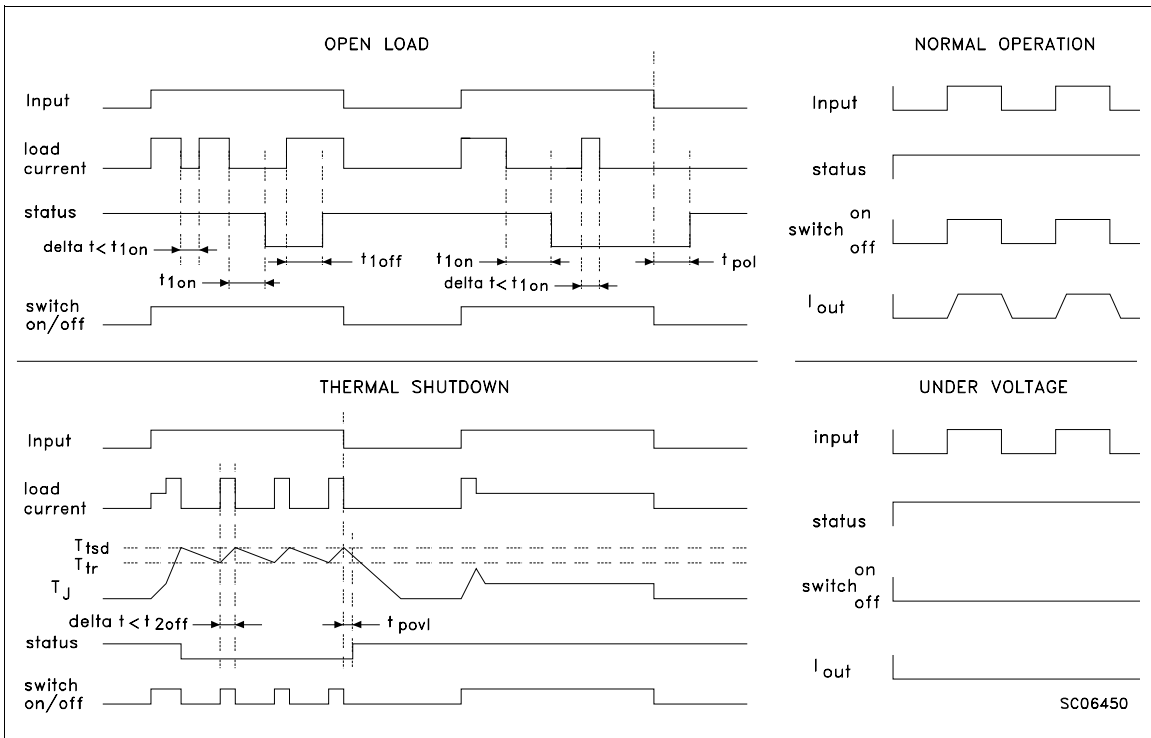 OPEN LOAD
Input
load
current
status
delta t < t1on
t1on
t1off
t1on
delta t < t1on
tpol
switch
on/off
NORMAL OPERATION
Input
status
switch on
off
Iout
THERMAL SHUTDOWN
Input
load
current
Ttsd
Ttr
TJ
delta t < t2off
tpovl
status
switch
on/off
UNDER VOLTAGE
input
status
switch on
off
Iout
SC06450